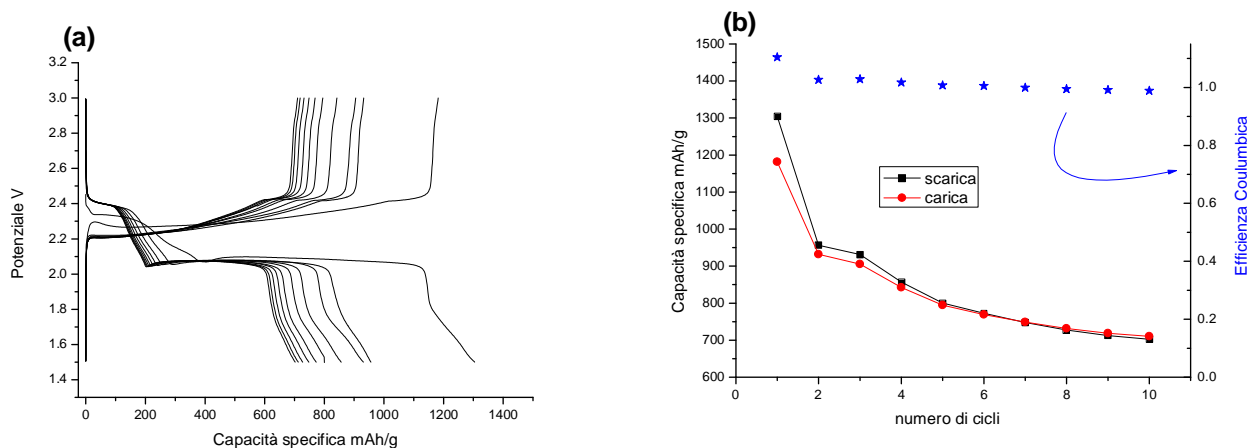 (a)
3.2
3.0
2.8
2.6
2.4
2.2
2.0
1.8
1.6
1.4
Potenziale V
0 200 400 600 800 1000 1200 1400
Capacità specifica mAh/g
(b)
1500
1400
1300
1200
1100
1000
900
800
700
600
Capacità specifica mAh/g
scarica
carica
0 2 4 6 8 10
numero di cicli
1.0
0.8
0.6
0.4
0.2
0.0
Efficienza Coulumbica